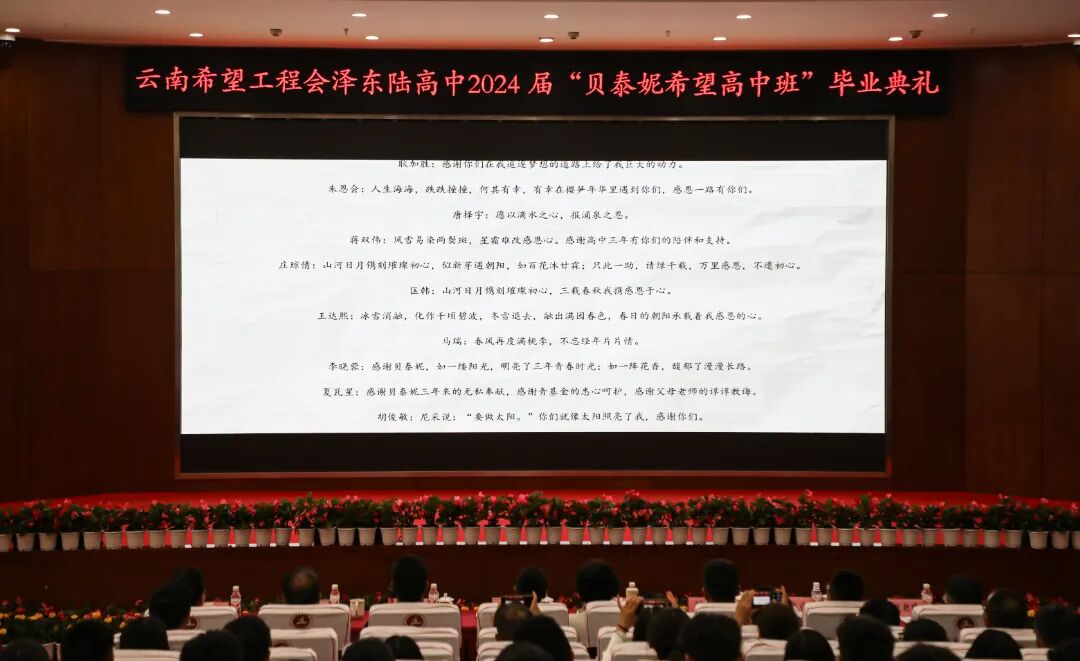 云南希望工程会泽东陆高中2024届“贝泰妮希望高中班”毕业典礼
耿加胜：感谢你们在我追逐梦想的道路上给了我巨大的动力。
朱恩会：人生海海，跌跌撞撞，何其有幸，有幸在樱笋年华里遇到你们，感恩一路有你们。
唐择宇：愿以滴水之心，报涌泉之恩。
蒋双伟：风雪易染两鬓斑，星霜难改感恩心。感谢高中三年有你们的陪伴和支持。
庄琼倩：山河日月镌刻璀璨初心，似新芽遇朝阳，如百花沐甘霖；只此一助，请绿千载，万里感恩，不遗初心。
匡韩：山河日月镌刻璀璨初心，三载春秋我携感恩于心。
王达熙：冰雪消融，化作千顷碧波，冬雪退去，融出满园春色，春日的朝阳承载着我感恩的心。
马瑞：春风再度满桃李，不忘经年片片情。
李晓蓉：感谢贝泰妮，如一缕阳光，明亮了三年青春时光；如一阵花香，馥郁了漫漫长路。
夏瓦星：感谢贝泰妮三年来的无私奉献，感谢青基金的悉心呵护，感谢父母老师的谆谆教诲。
胡俊敏：尼采说：“要做太阳。”你们就像太阳照亮了我，感谢你们。